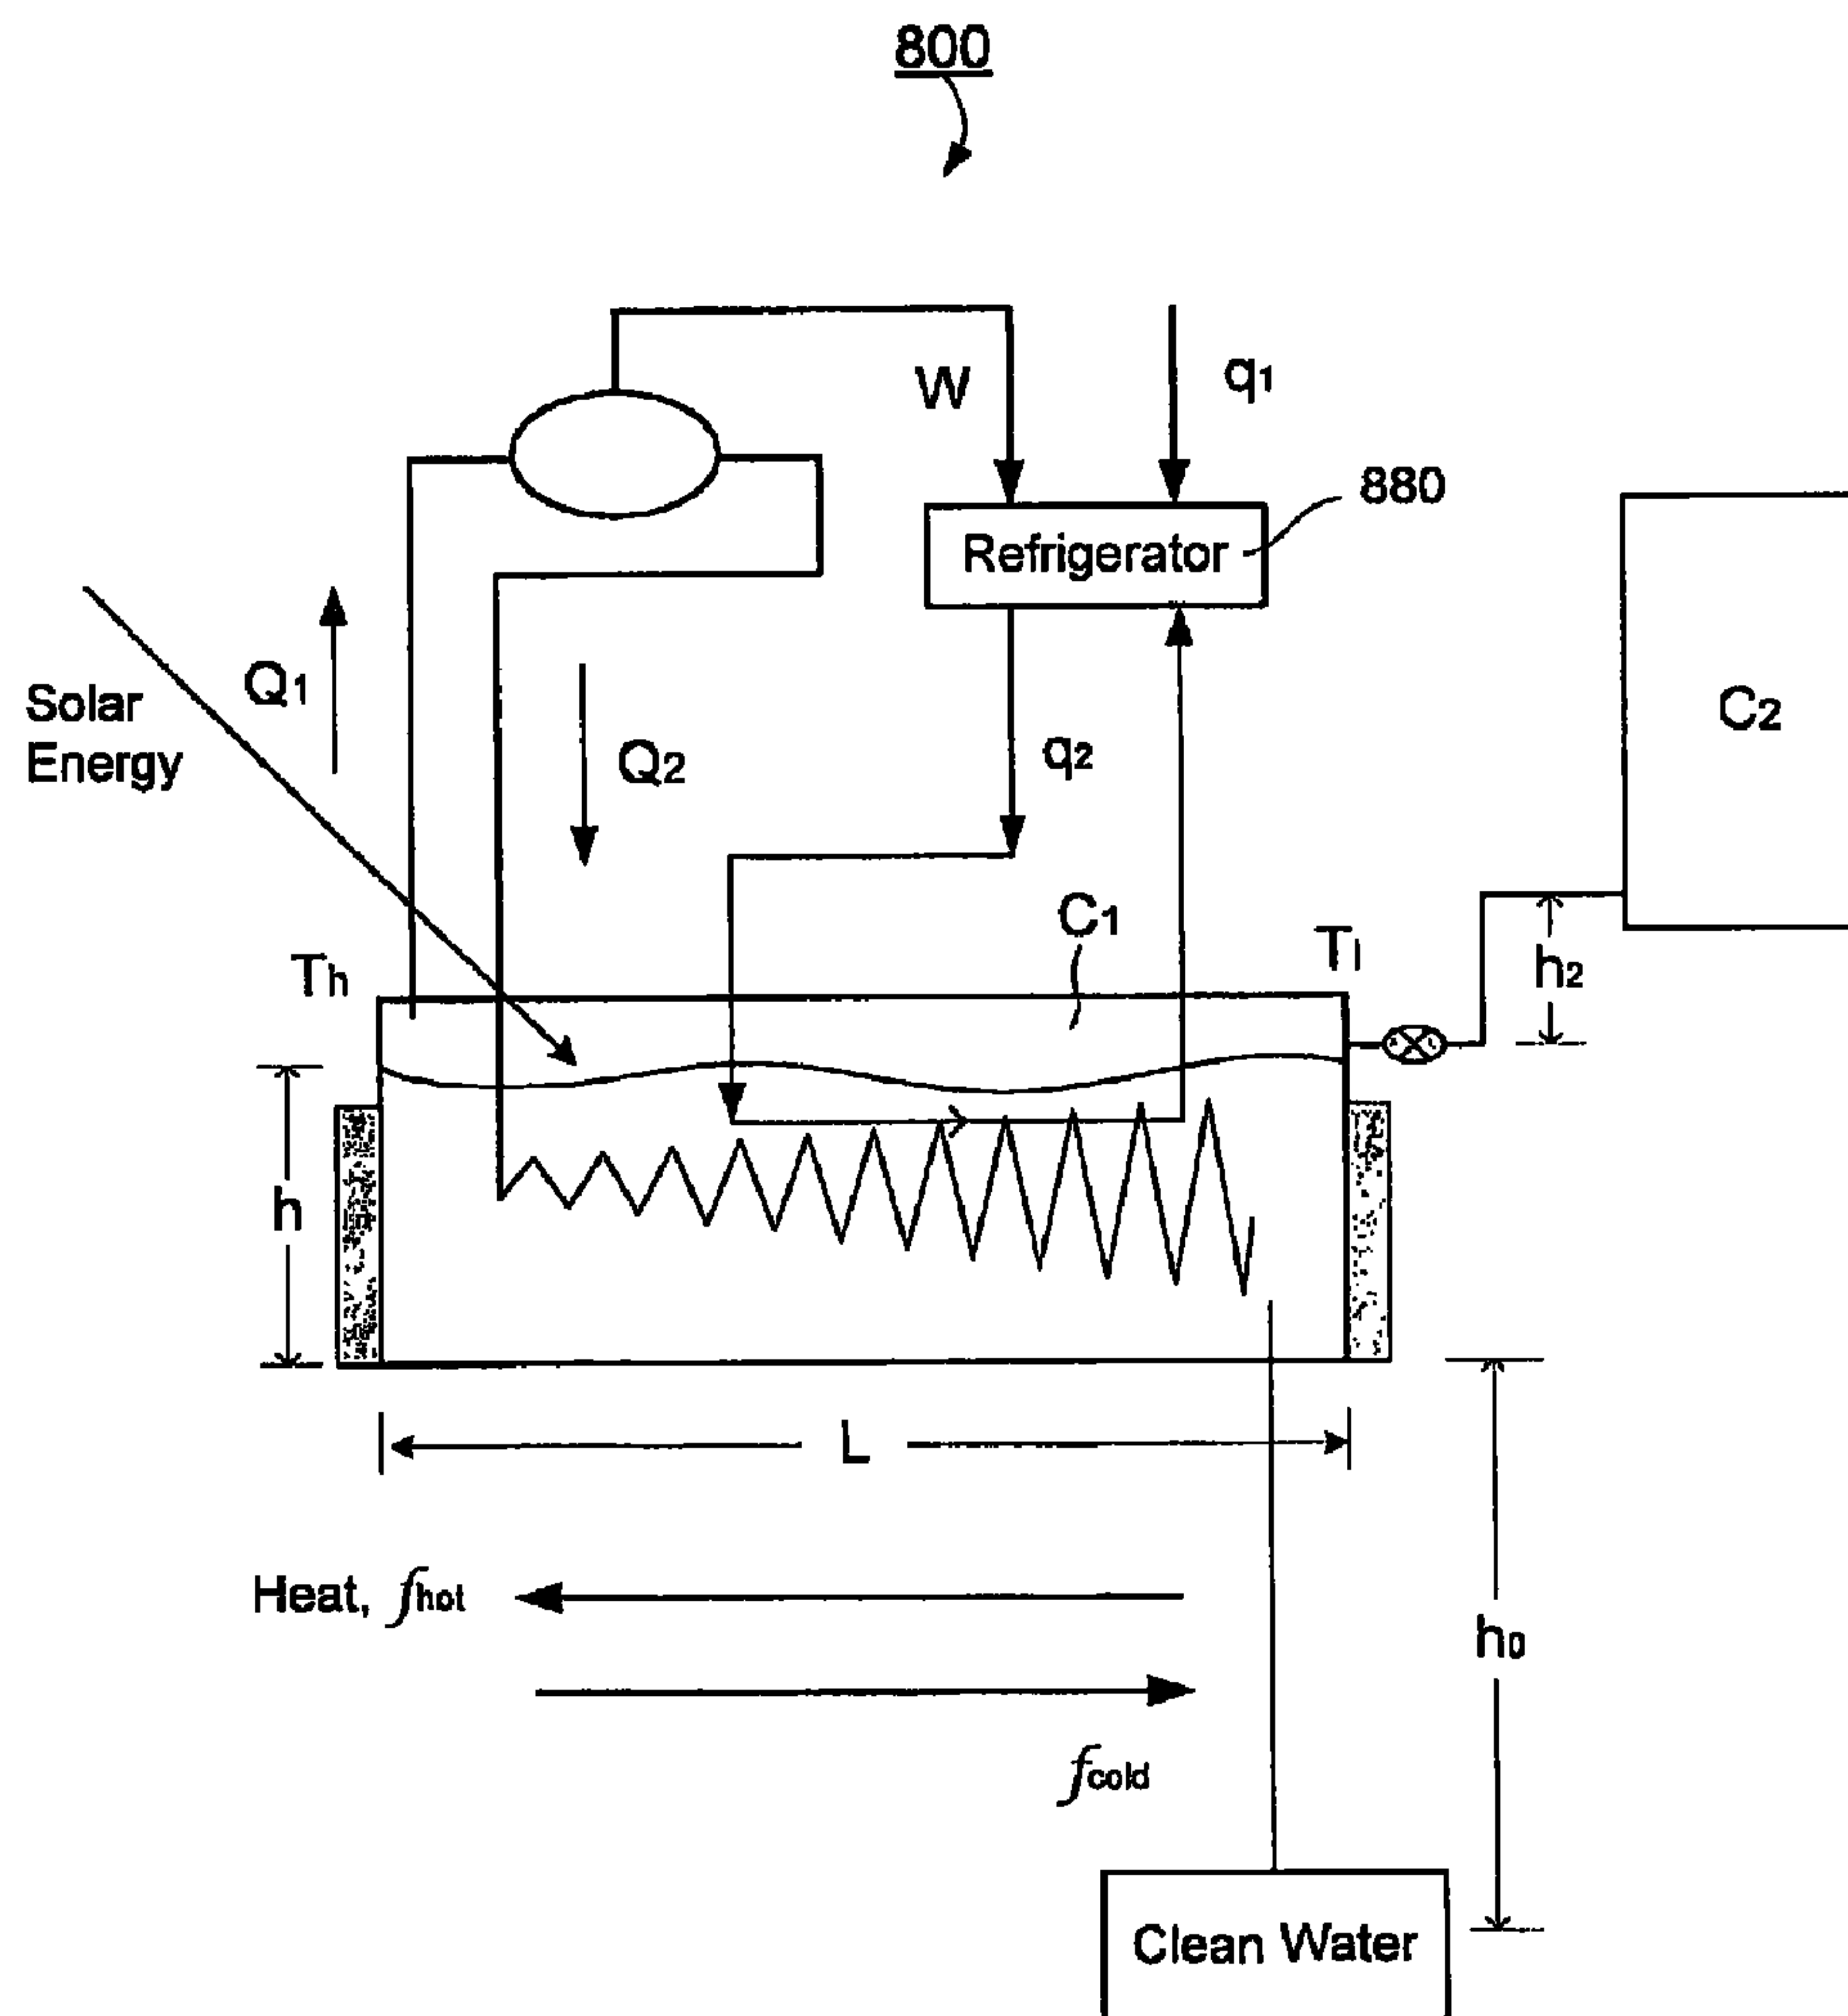 800
W
q1
880
Refrigerator
Solar
Energy
Q1
Q2
q2
C2
C1
Th
Tl
h2
h
L
Heat, fhot
h0
fcold
Clean Water